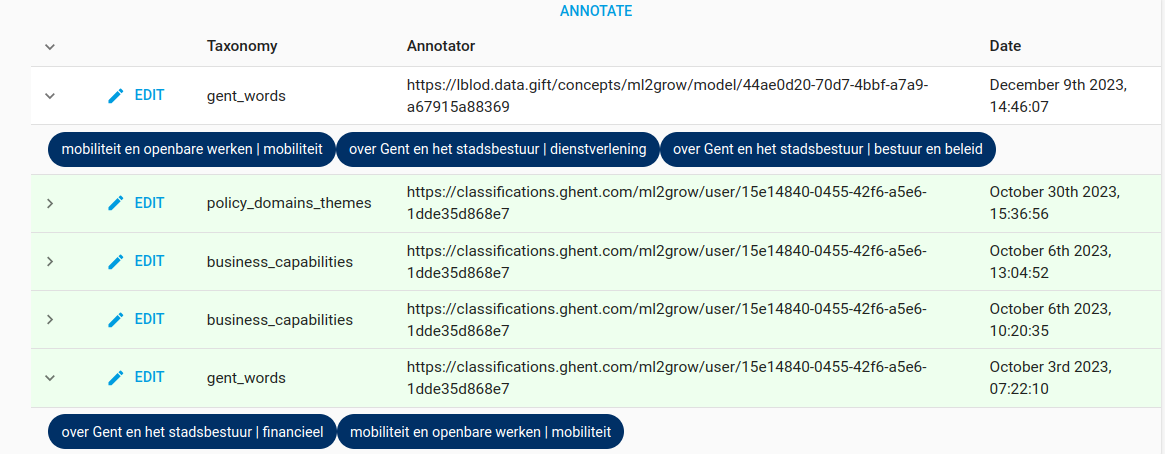 ANNOTATE
Taxonomy Annotator Date
EDIT gent_words https://lblod.data.gift/concepts/ml2grow/model/44ae0d20-70d7-4bbf-a7a9- December 9th 2023,
a67915a88369 14:46:07
mobiliteit en openbare werken | mobiliteit over Gent en het stadsbestuur | dienstverlening over Gent en het stadsbestuur | bestuur en beleid
EDIT policy_domains_themes https://classifications.ghent.com/ml2grow/user/15e14840-0455-42f6-a5e6- October 30th 2023,
1dde35d868e7 15:36:56
EDIT business_capabilities https://classifications.ghent.com/ml2grow/user/15e14840-0455-42f6-a5e6- October 6th 2023,
1dde35d868e7 13:04:52
EDIT business_capabilities https://classifications.ghent.com/ml2grow/user/15e14840-0455-42f6-a5e6- October 6th 2023,
1dde35d868e7 10:20:35
EDIT gent_words https://classifications.ghent.com/ml2grow/user/15e14840-0455-42f6-a5e6- October 3rd 2023,
1dde35d868e7 07:22:10
over Gent en het stadsbestuur | financieel mobiliteit en openbare werken | mobiliteit